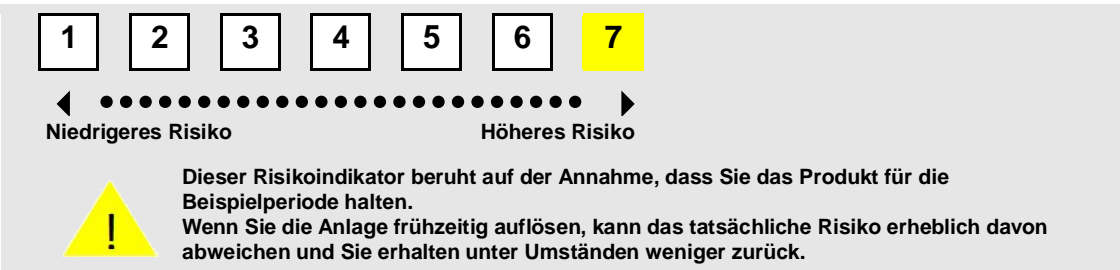 1 2 3 4 5 6 7
Niedrigeres Risiko Höheres Risiko
Dieser Risikoindikator beruht auf der Annahme, dass Sie das Produkt für die
Beispielperiode halten.
Wenn Sie die Anlage frühzeitig auflösen, kann das tatsächliche Risiko erheblich davon
abweichen und Sie erhalten unter Umständen weniger zurück.
!